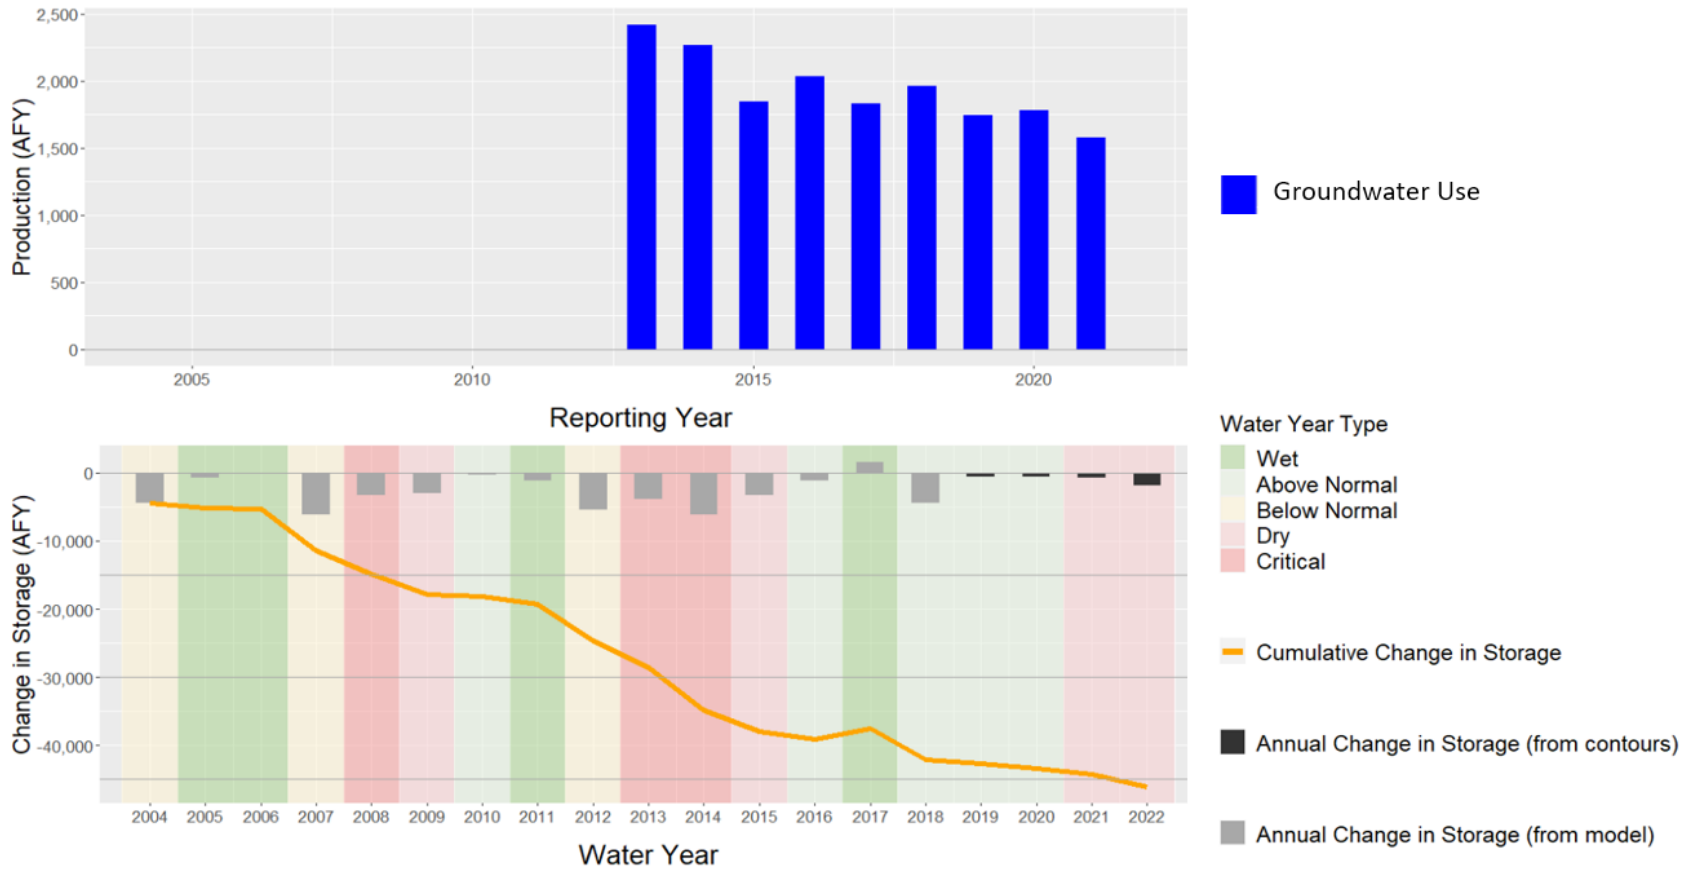 2,500
2,000
1,500
1,000
500
0
Production (AFY)
2005 2010 2015 2020
Reporting Year
Groundwater Use
0
-10,000
-20,000
-30,000
-40,000
Change in Storage (AFY)
2004 2005 2006 2007 2008 2009 2010 2011 2012 2013 2014 2015 2016 2017 2018 2019 2020 2021 2022
Water Year
Water Year Type
Wet
Above Normal
Below Normal
Dry
Critical
Cumulative Change in Storage
Annual Change in Storage (from contours)
Annual Change in Storage (from model)